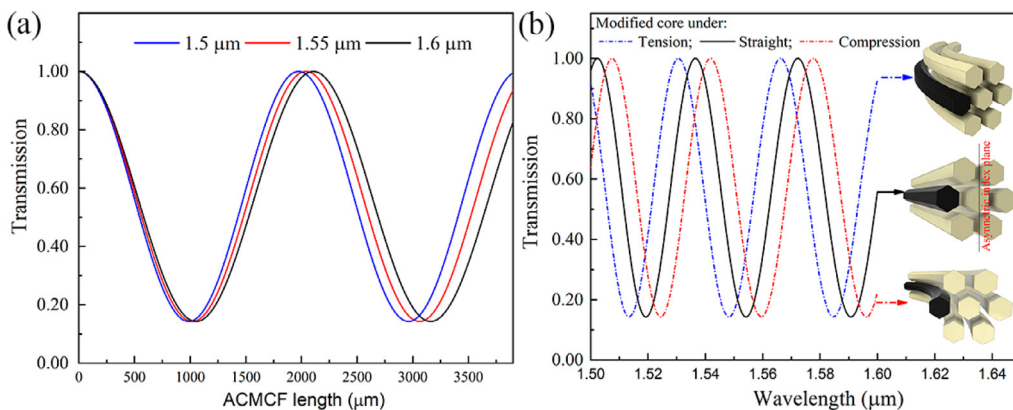 (a)
1.5 μm
1.55 μm
1.6 μm
Transmission
1.00
0.80
0.60
0.40
0.20
0.00
0
500
1000
1500
2000
2500
3000
3500
ACMCF length (μm)
(b)
Modified core under:
Tension; Straight; Compression
Transmission
1.00
0.80
0.60
0.40
0.20
0.00
1.50
1.52
1.54
1.56
1.58
1.60
1.62
1.64
Wavelength (μm)
Asymmetric index plane